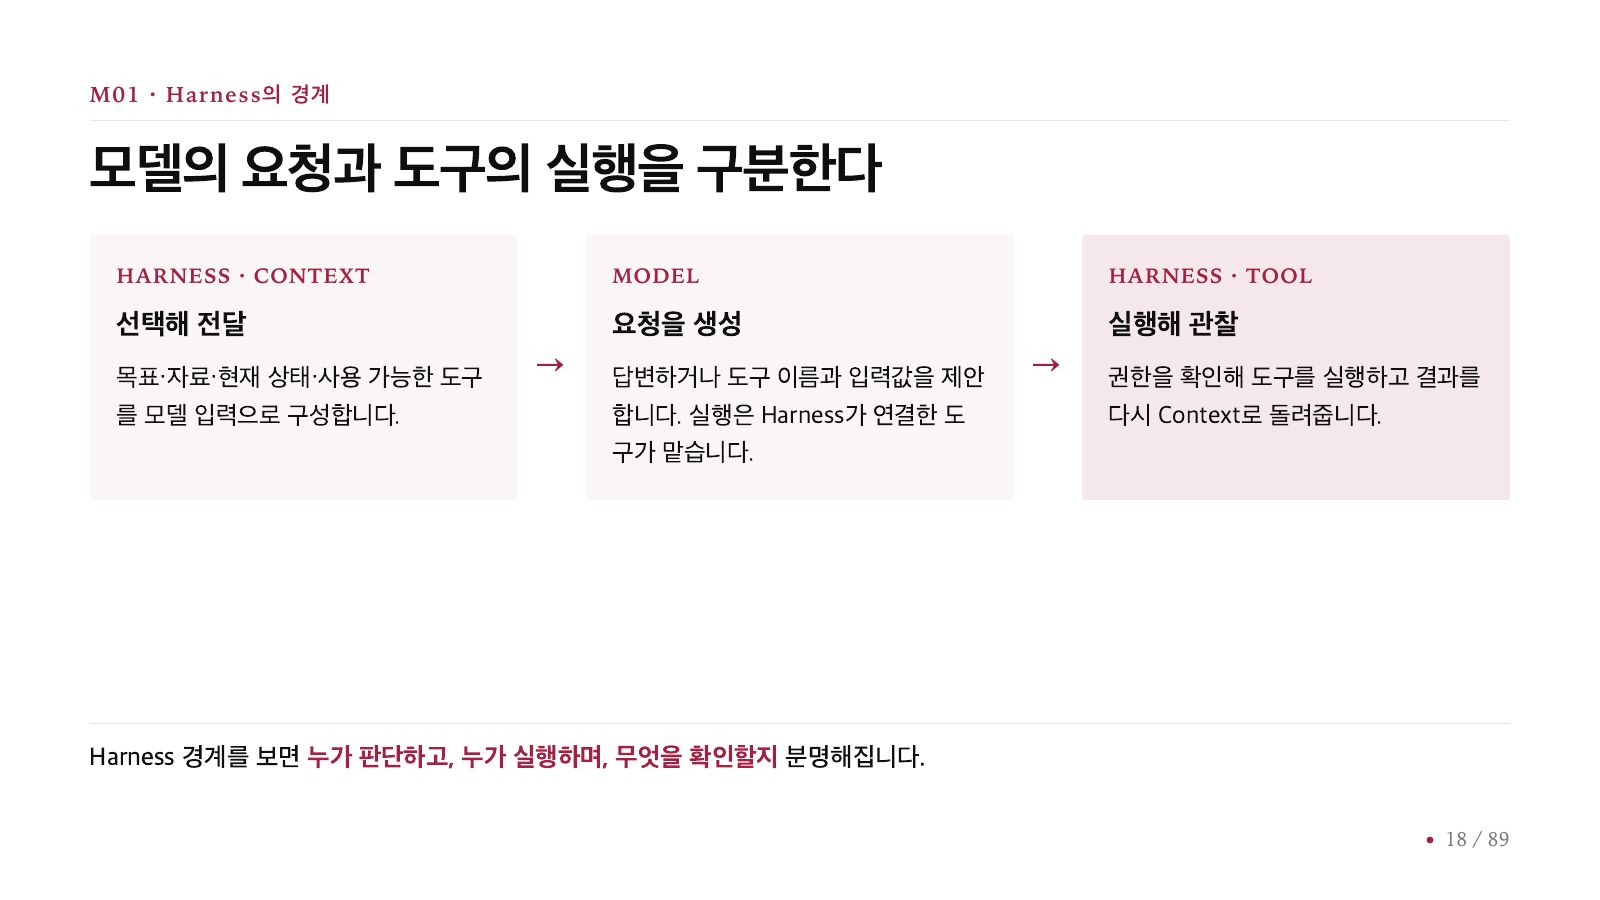 M01 · Harness의 경계
모델의 요청과 도구의 실행을 구분한다
HARNESS · CONTEXT
선택해 전달
목표·자료·현재 상태·사용 가능한 도구
를 모델 입력으로 구성합니다.
→
MODEL
요청을 생성
답변하거나 도구 이름과 입력값을 제안
합니다. 실행은 Harness가 연결한 도
구가 맡습니다.
→
HARNESS · TOOL
실행해 관찰
권한을 확인해 도구를 실행하고 결과를
다시 Context로 돌려줍니다.
Harness 경계를 보면 누가 판단하고, 누가 실행하며, 무엇을 확인할지 분명해집니다.
• 18 / 89